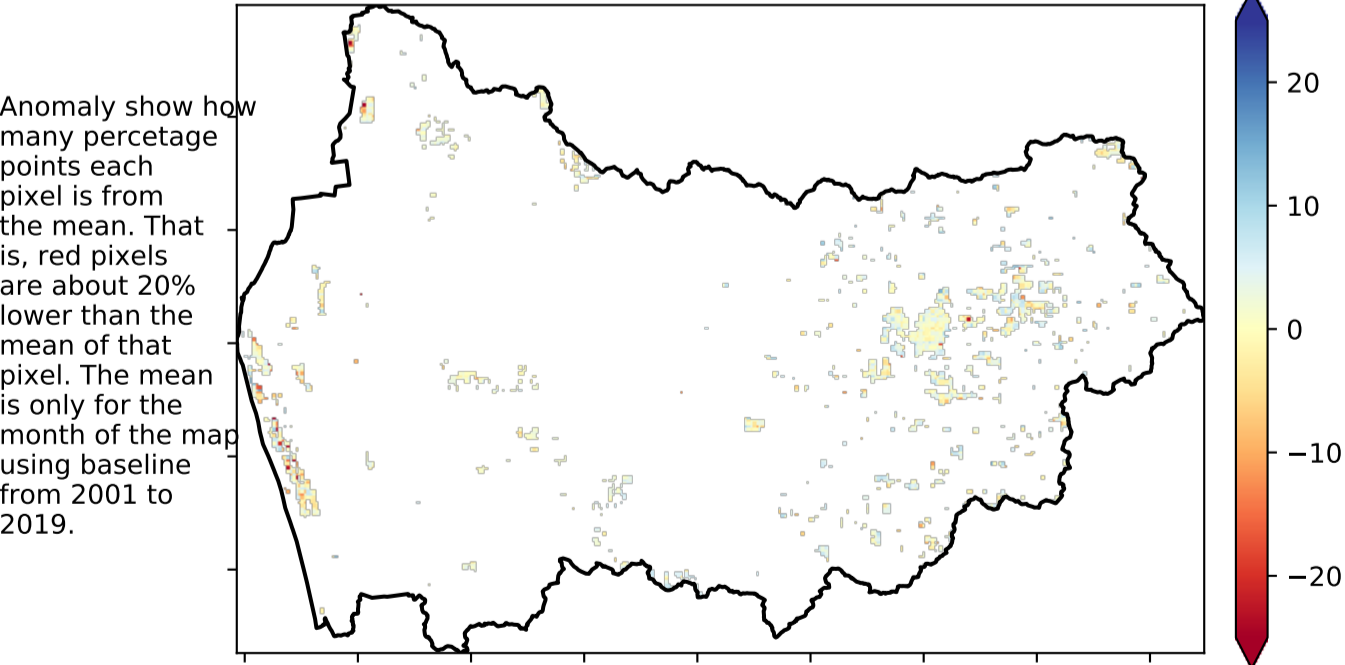 Anomaly show how
many percetage
points each
pixel is from
the mean. That
is, red pixels
are about 20%
lower than the
mean of that
pixel. The mean
is only for the
month of the map
using baseline
from 2001 to
2019.
20
10
0
−10
−20